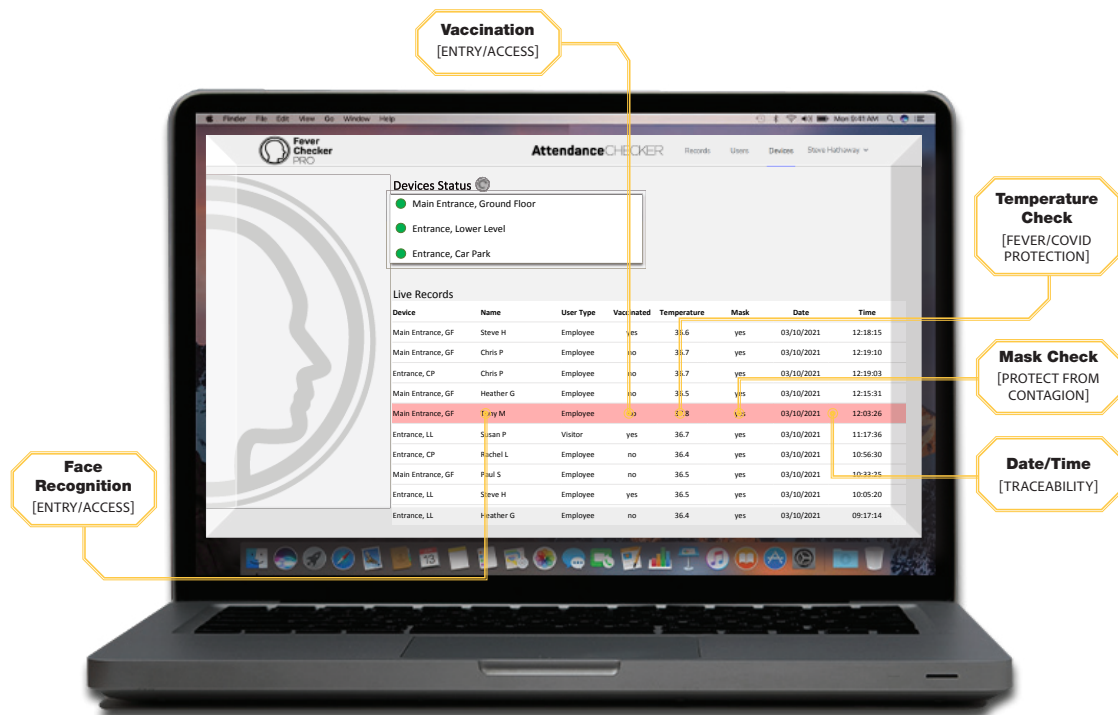 Vaccination
[ENTRY/ACCESS]
Finder File Edit View Go Window Help
Mon 9:41 AM
Fever
Checker
PRO
AttendanceCHECKER
Records Users Devices Steve Hathaway
Devices Status
Main Entrance, Ground Floor
Entrance, Lower Level
Entrance, Car Park
Temperature
Check
[FEVER/COVID
PROTECTION]
Live Records
Device Name User Type Vaccinated Temperature Mask Date Time
Main Entrance, GF Steve H Employee yes 36.6 yes 03/10/2021 12:18:15
Main Entrance, GF Chris P Employee no 36.7 yes 03/10/2021 12:19:10
Entrance, CP Chris P Employee no 36.7 yes 03/10/2021 12:19:03
Main Entrance, GF Heather G Employee no 36.5 yes 03/10/2021 12:15:31
Main Entrance, GF Tony M Employee no yes 03/10/2021 12:03:26
Entrance, LL Susan P Visitor yes 36.7 yes 03/10/2021 11:17:36
Entrance, CP Rachel L Employee no 36.4 yes 03/10/2021 10:56:30
Main Entrance, GF Paul S Employee no 36.5 yes 03/10/2021 10:33:25
Entrance, LL Steve H Employee yes 36.5 yes 03/10/2021 10:05:20
Entrance, LL Heather G Employee no 36.4 yes 03/10/2021 09:17:14
Mask Check
[PROTECT FROM
CONTAGION]
Date/Time
[TRACEABILITY]
Face
Recognition
[ENTRY/ACCESS]
13